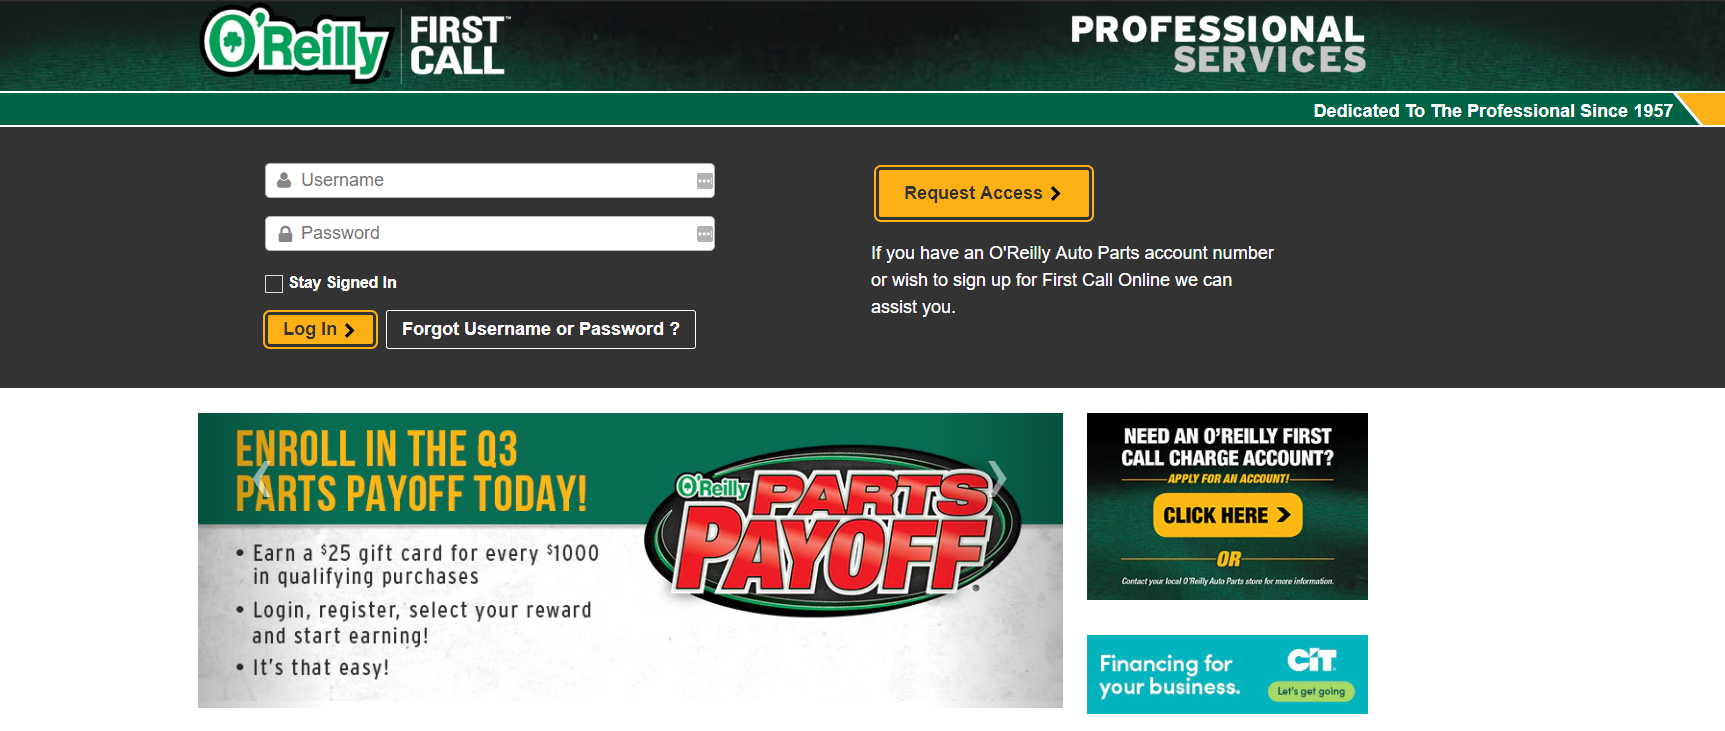 O'Reilly
FIRST
CALL
™
PROFESSIONAL
SERVICES
Dedicated To The Professional Since 1957
Username
Password
Stay Signed In
Log In
Forgot Username or Password ?
Request Access
If you have an O'Reilly Auto Parts account number
or wish to sign up for First Call Online we can
assist you.
ENROLL IN THE Q3
PARTS PAYOFF TODAY!
• Earn a $25 gift card for every $1000
in qualifying purchases
• Login, register, select your reward
and start earning!
• It's that easy!
O'Reilly
PARTS
PAYOFF®
NEED AN O'REILLY FIRST
CALL CHARGE ACCOUNT?
APPLY FOR AN ACCOUNT!
CLICK HERE
OR
Contact your local O'Reilly Auto Parts store for more information.
Financing for
your business.
CIT
Let's get going